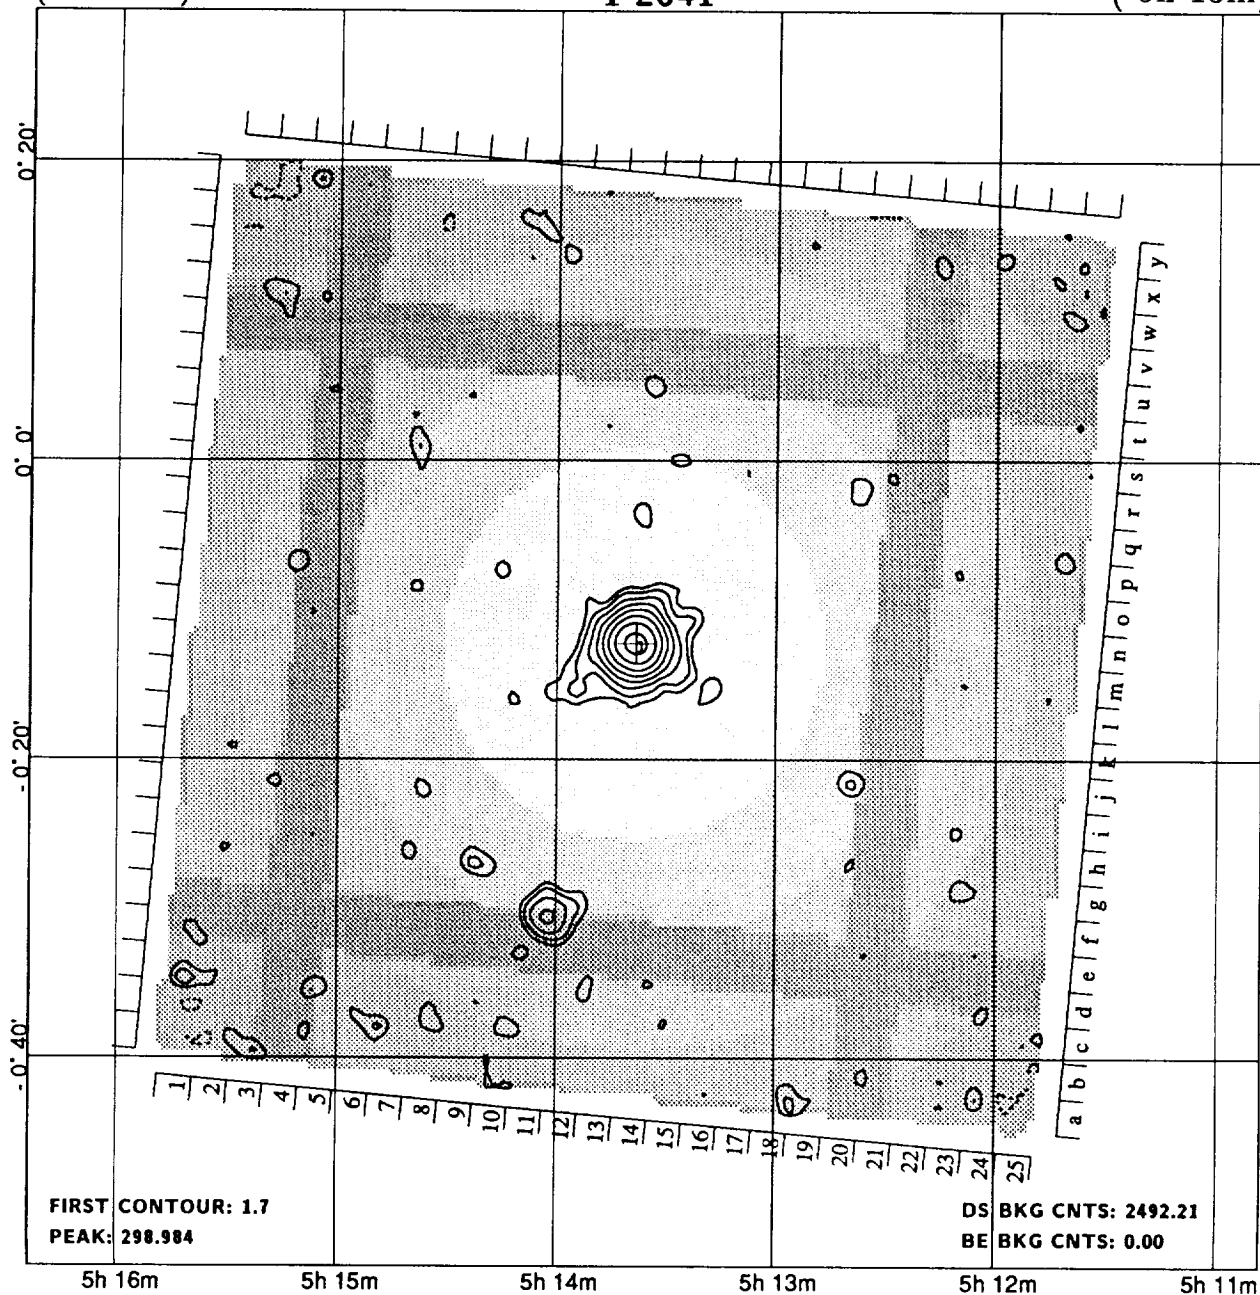 0° 20'
0° 0'
- 0° 20'
- 0° 40'
y
x
w
v
u
t
s
r
q
p
o
n
m
l
k
j
i
h
g
f
e
d
c
b
a
1 2 3 4 5 6 7 8 9 10 11 12 13 14 15 16 17 18 19 20 21 22 23 24 25
FIRST CONTOUR: 1.7
PEAK: 298.984
DS BKG CNTS: 2492.21
BE BKG CNTS: 0.00
5h 16m 5h 15m 5h 14m 5h 13m 5h 12m 5h 11m